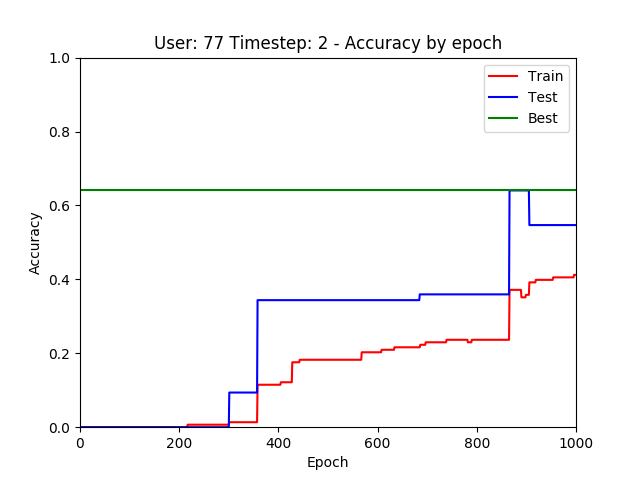 User: 77 Timestep: 2 - Accuracy by epoch
Train
Test
Best
1.0
0.8
0.6
0.4
0.2
0.0
Accuracy
0 200 400 600 800 1000
Epoch